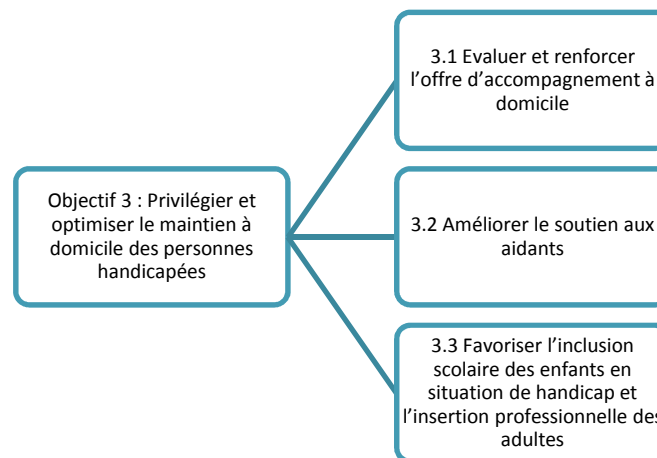 3.1 Evaluer et renforcer
l’offre d’accompagnement à
domicile
Objectif 3 : Privilégier et
optimiser le maintien à
domicile des personnes
handicapées
3.2 Améliorer le soutien aux
aidants
3.3 Favoriser l’inclusion
scolaire des enfants en
situation de handicap et
l’insertion professionnelle des
adultes